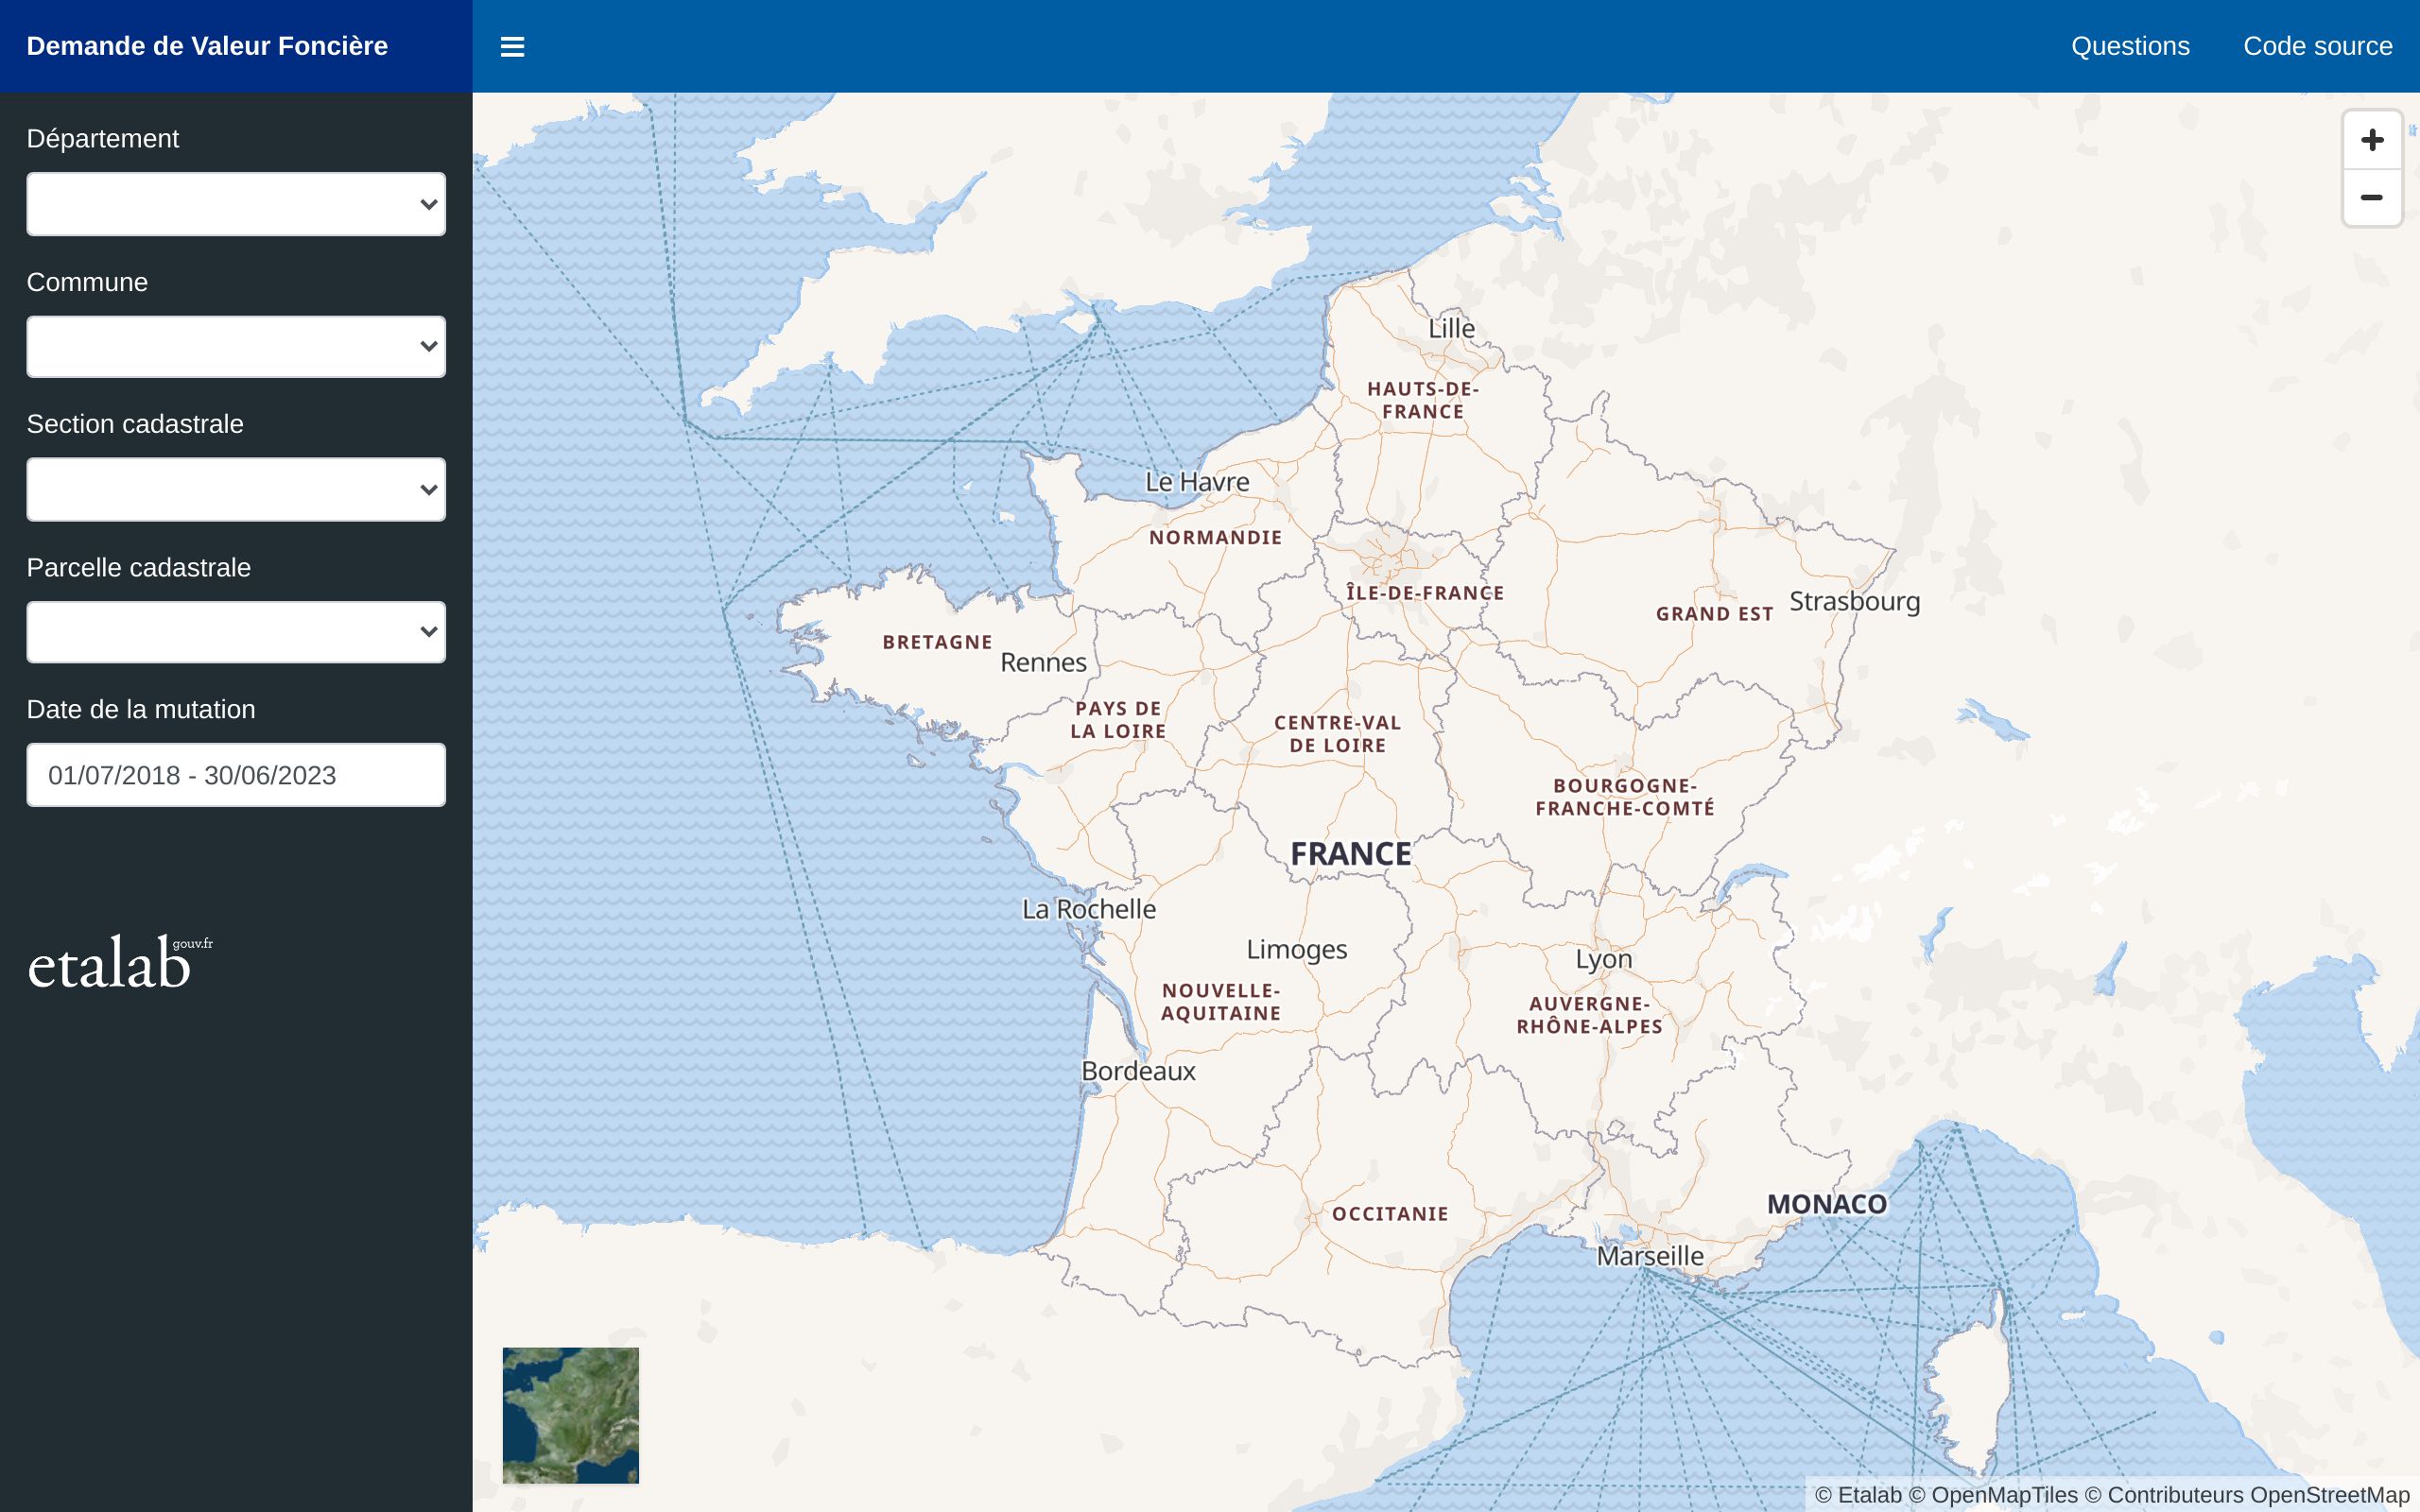 Demande de Valeur Foncière
Questions
Code source
Département
Commune
Section cadastrale
Parcelle cadastrale
Date de la mutation
01/07/2018 - 30/06/2023
etalab gouv.fr
Lille
HAUTS-DE-
FRANCE
Le Havre
NORMANDIE
ÎLE-DE-FRANCE
GRAND EST
Strasbourg
BRETAGNE
Rennes
PAYS DE
LA LOIRE
CENTRE-VAL
DE LOIRE
BOURGOGNE-
FRANCHE-COMTÉ
FRANCE
La Rochelle
Limoges
Lyon
NOUVELLE-
AQUITAINE
AUVERGNE-
RHÔNE-ALPES
Bordeaux
OCCITANIE
MONACO
Marseille
© Etalab © OpenMapTiles © Contributeurs OpenStreetMap